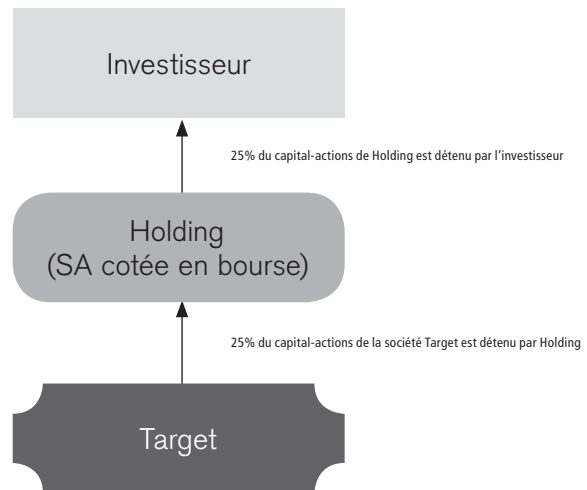 Investisseur
25% du capital-actions de Holding est détenu par l’investisseur
Holding
(SA cotée en bourse)
25% du capital-actions de la société Target est détenu par Holding
Target